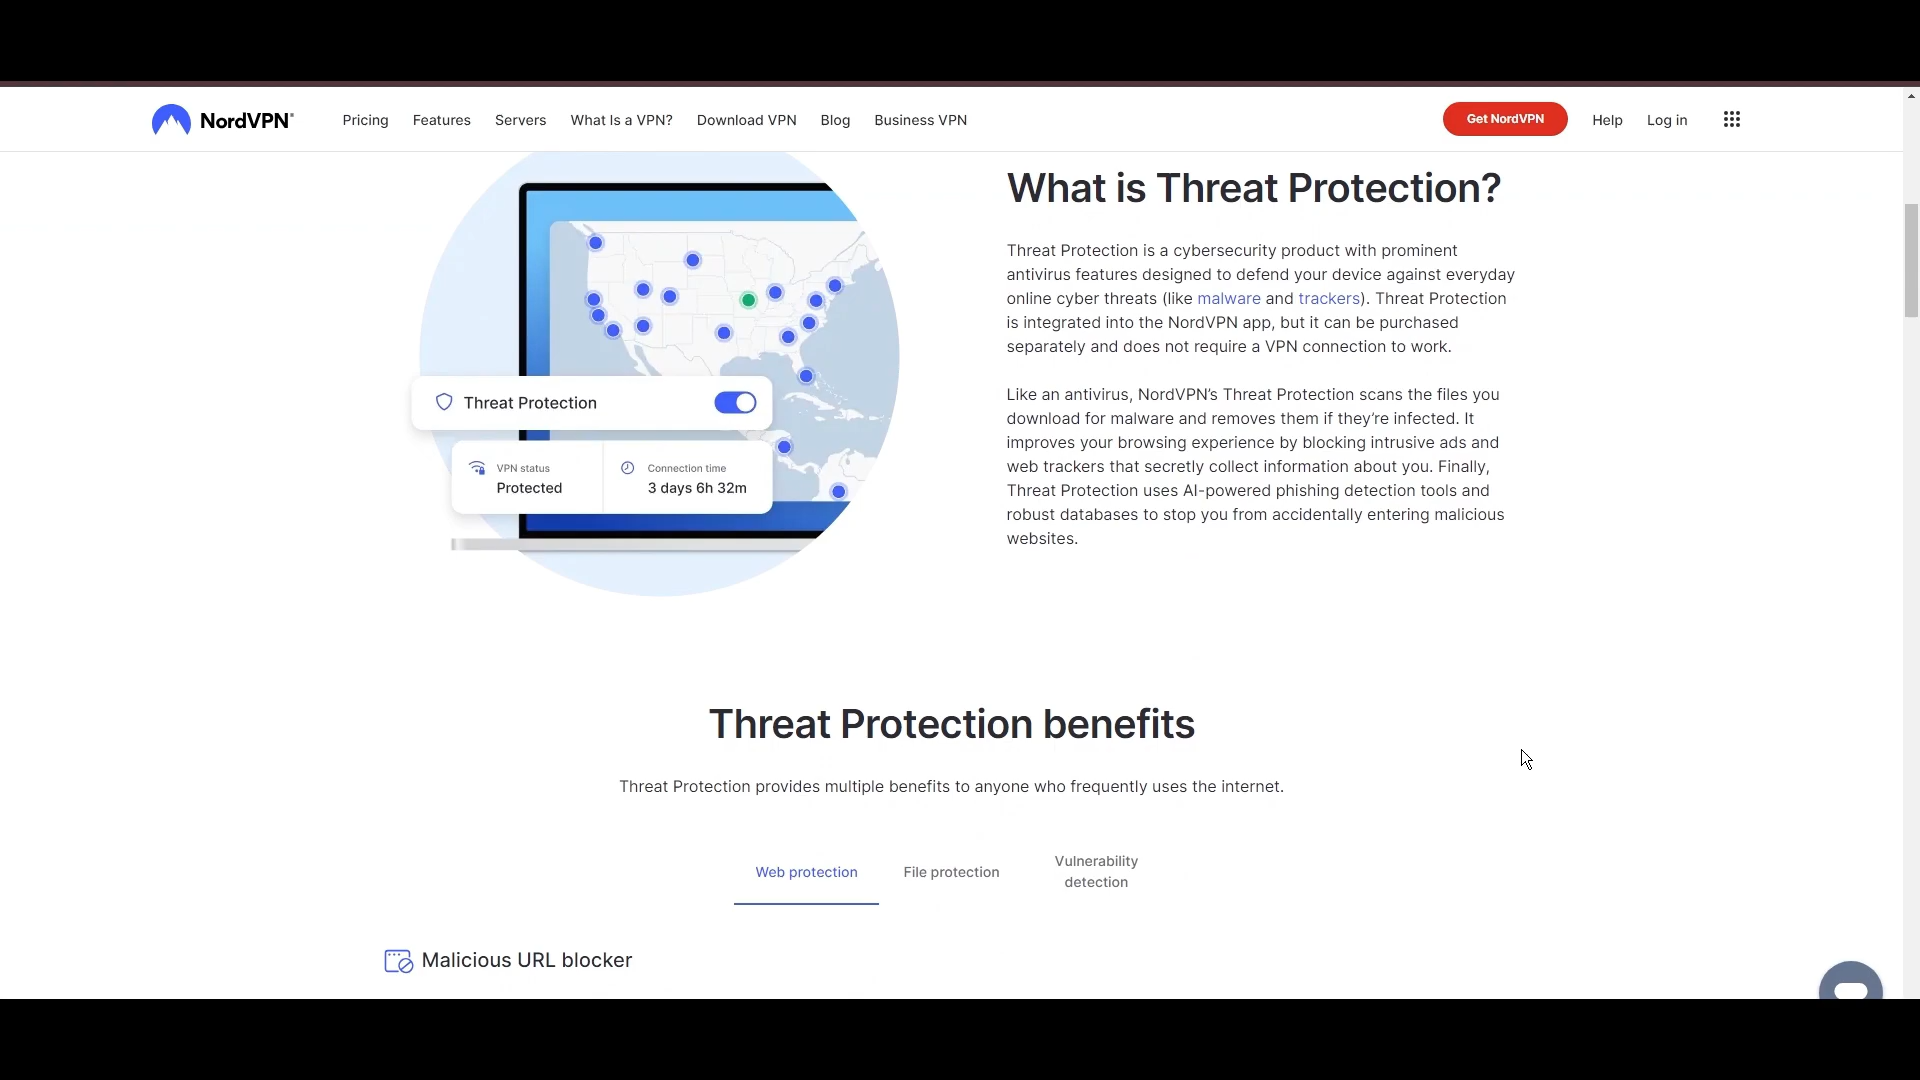 NordVPN®
Pricing
Features
Servers
What Is a VPN?
Download VPN
Blog
Business VPN
Get NordVPN
Help
Log in
Threat Protection
VPN status
Protected
Connection time
3 days 6h 32m
What is Threat Protection?
Threat Protection is a cybersecurity product with prominent
antivirus features designed to defend your device against everyday
online cyber threats (like malware and trackers). Threat Protection
is integrated into the NordVPN app, but it can be purchased
separately and does not require a VPN connection to work.
Like an antivirus, NordVPN’s Threat Protection scans the files you
download for malware and removes them if they’re infected. It
improves your browsing experience by blocking intrusive ads and
web trackers that secretly collect information about you. Finally,
Threat Protection uses AI-powered phishing detection tools and
robust databases to stop you from accidentally entering malicious
websites.
Threat Protection benefits
Threat Protection provides multiple benefits to anyone who frequently uses the internet.
Web protection
File protection
Vulnerability
detection
Malicious URL blocker